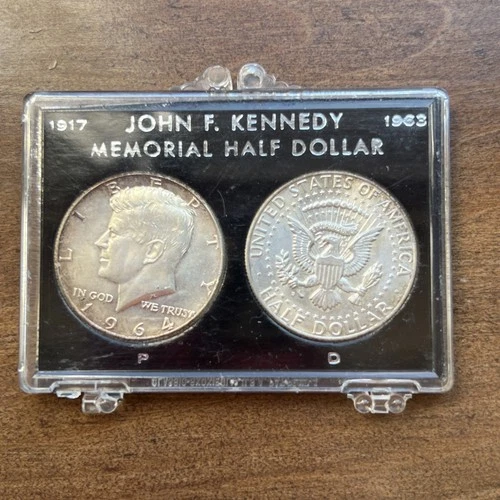 1917 JOHN F. KENNEDY 1963
MEMORIAL HALF DOLLAR
LIBERTY
IN GOD WE TRUST
1964
UNITED STATES OF AMERICA
HALF DOLLAR
P D